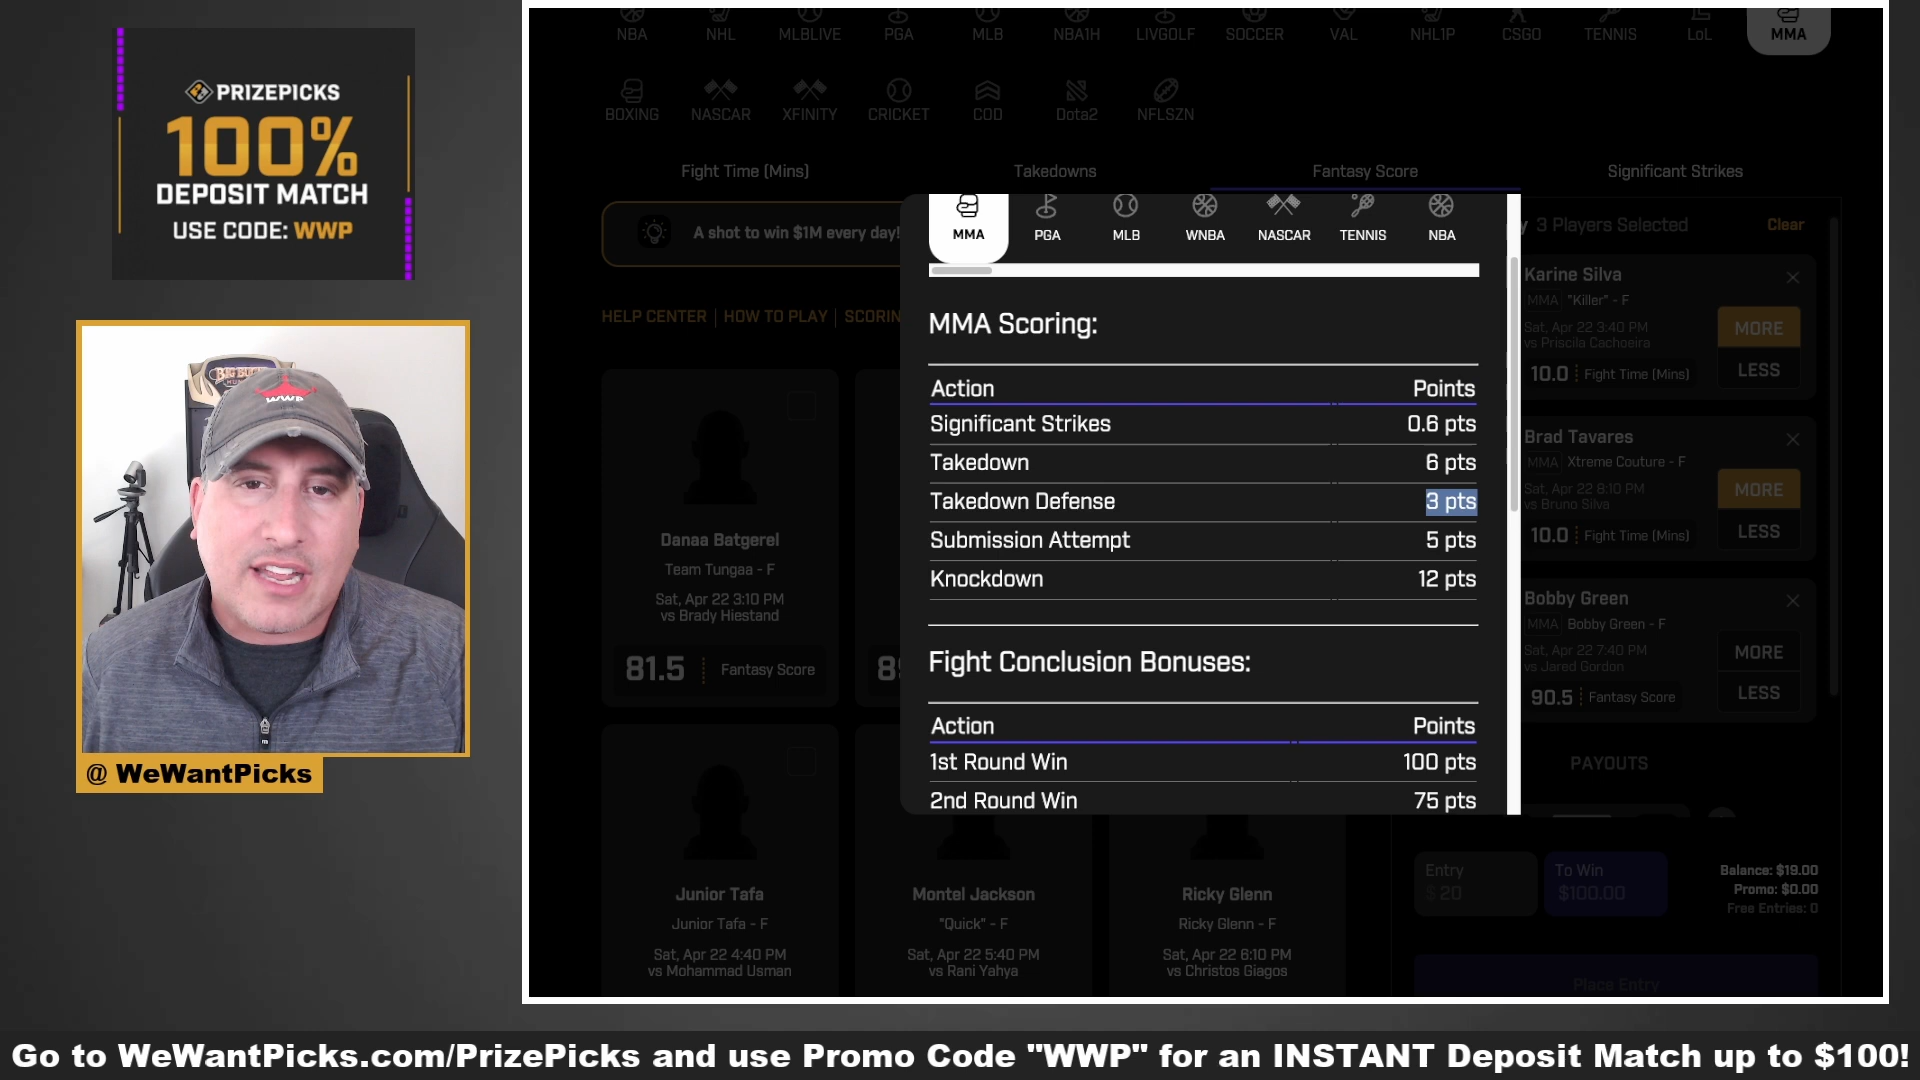 PRIZEPICKS
100%
DEPOSIT MATCH
USE CODE: WWP
BIG BUCK
WWP
@ WeWantPicks
NBA NHL MLBLIVE PGA MLB NBA1H LIVGOLF SOCCER VAL NHL1P CSGO TENNIS LoL MMA
BOXING NASCAR XFINITY CRICKET COD Dota2 NFLSZN
Fight Time (Mins) Takedowns Fantasy Score Significant Strikes
A shot to win $1M every day!
HELP CENTER HOW TO PLAY SCORIN
Danaa Batgerel
Team Tungaa - F
Sat, Apr 22 3:10 PM
vs Brady Hiestand
81.5 Fantasy Score
Junior Tafa
Junior Tafa - F
Sat, Apr 22 4:40 PM
vs Mohammad Usman
Montel Jackson
"Quick" - F
Sat, Apr 22 5:40 PM
vs Rani Yahya
Ricky Glenn
Ricky Glenn - F
Sat, Apr 22 6:10 PM
vs Christos Giagos
MMA PGA MLB WNBA NASCAR TENNIS NBA
MMA Scoring:
Action Points
Significant Strikes 0.6 pts
Takedown 6 pts
Takedown Defense 3 pts
Submission Attempt 5 pts
Knockdown 12 pts
Fight Conclusion Bonuses:
Action Points
1st Round Win 100 pts
2nd Round Win 75 pts
y 3 Players Selected Clear
Karine Silva
MMA "Killer" - F
Sat, Apr 22 3:40 PM
vs Priscila Cachoeira
10.0 Fight Time (Mins)
MORE
LESS
Brad Tavares
MMA Xtreme Couture - F
Sat, Apr 22 8:10 PM
vs Bruno Silva
10.0 Fight Time (Mins)
MORE
LESS
Bobby Green
MMA Bobby Green - F
Sat, Apr 22 7:40 PM
vs Jared Gordon
90.5 Fantasy Score
MORE
LESS
PAYOUTS
Entry
$ 20
To Win
$100.00
Balance: $19.00
Promo: $0.00
Free Entries: 0
Place Entry
Go to WeWantPicks.com/PrizePicks and use Promo Code "WWP" for an INSTANT Deposit Match up to $100!